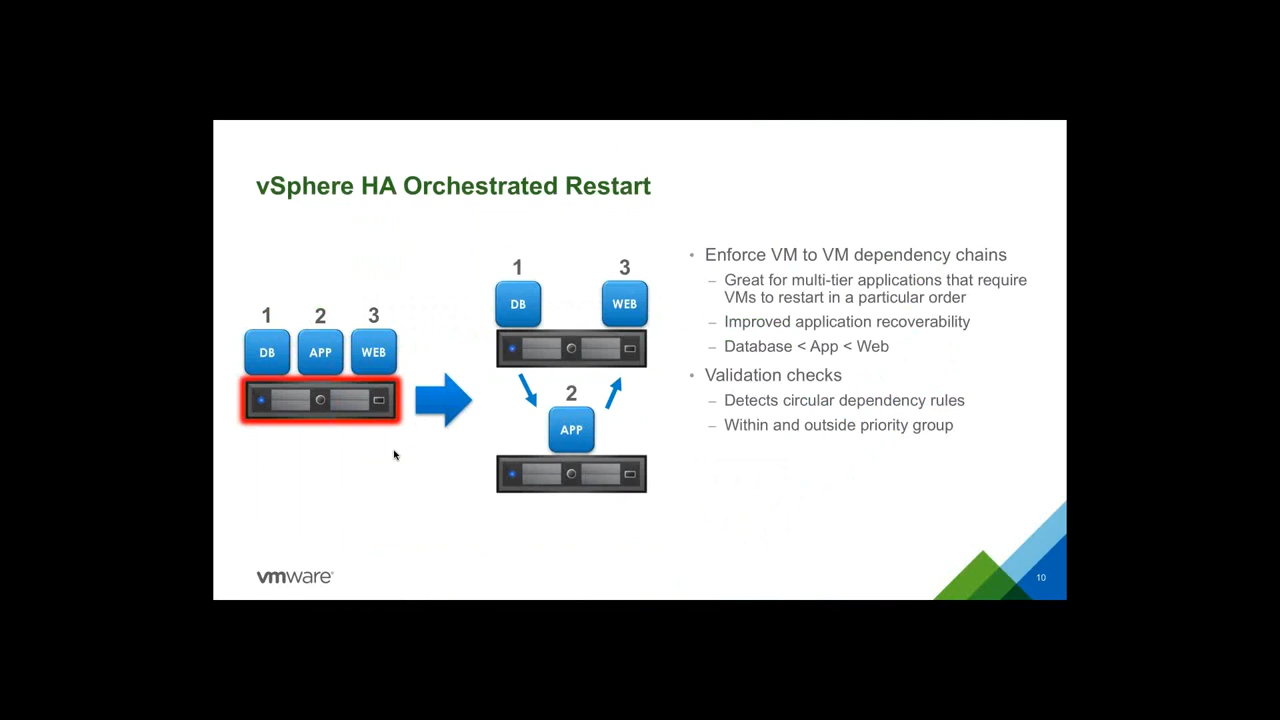 vSphere HA Orchestrated Restart
1 2 3
DB APP WEB
1 3
DB WEB
2
APP
• Enforce VM to VM dependency chains
– Great for multi-tier applications that require
VMs to restart in a particular order
– Improved application recoverability
– Database < App < Web
• Validation checks
– Detects circular dependency rules
– Within and outside priority group
vmware®
10